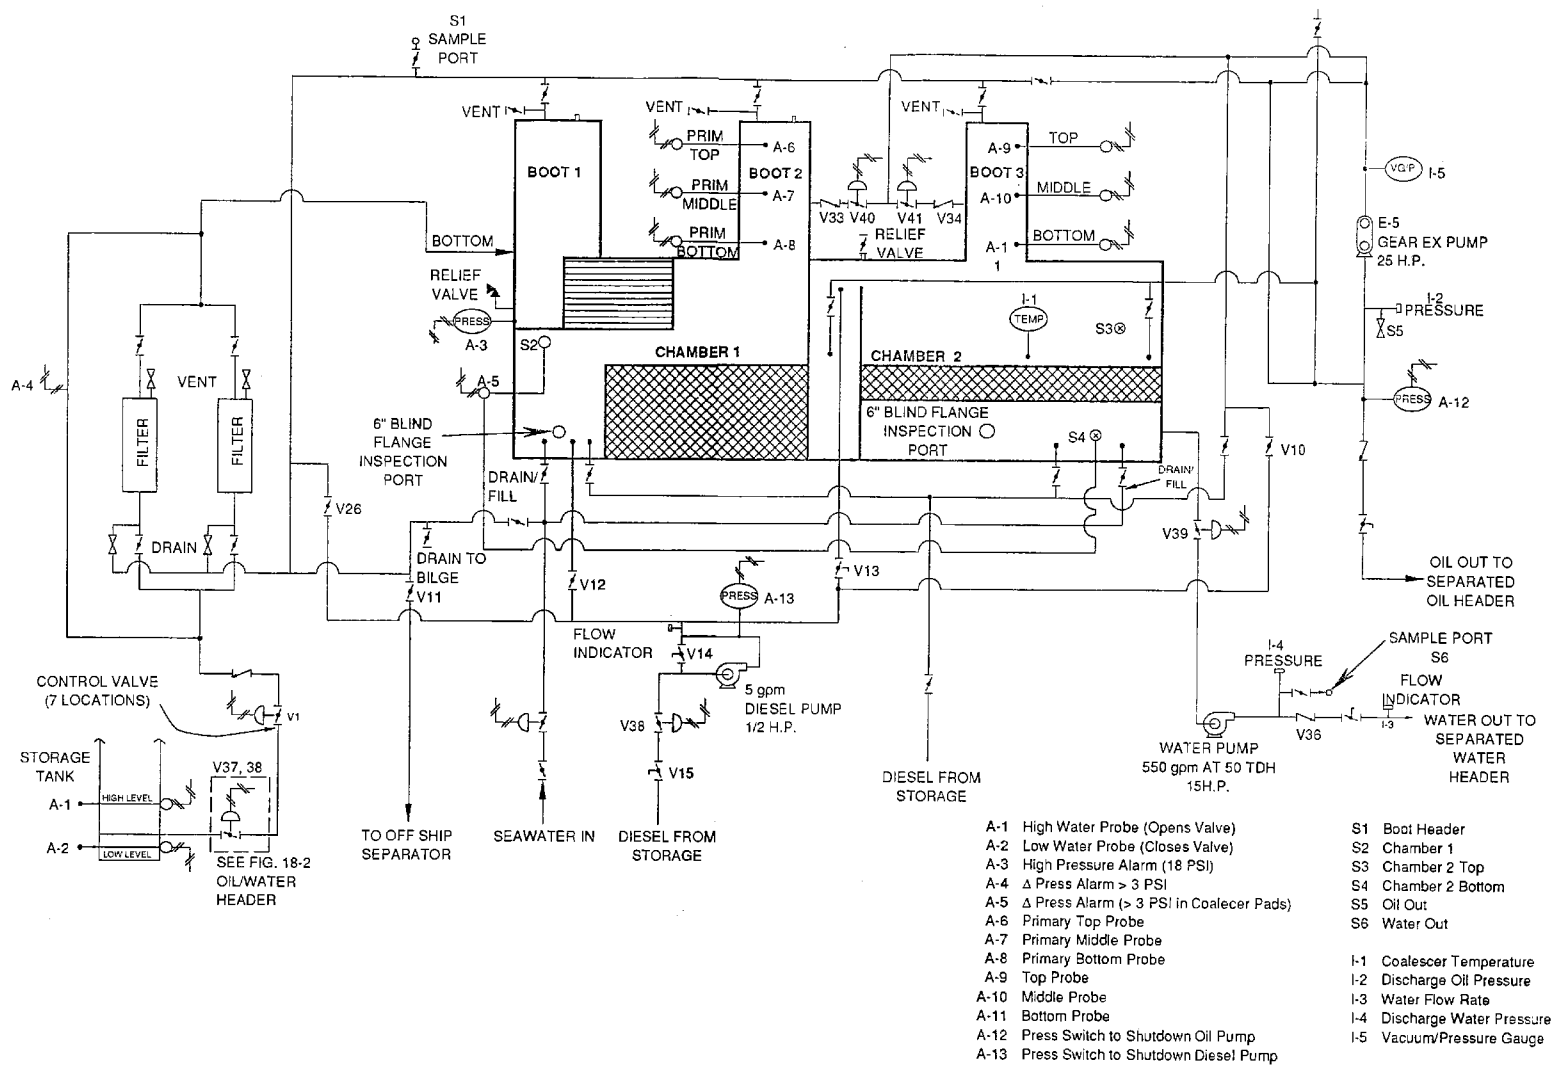 S1
SAMPLE
PORT
VENT
VENT
VENT
BOOT 1
PRIM
TOP
A-6
BOOT 2
PRIM
MIDDLE
A-7
PRIM
BOTTOM
A-8
V33
V40
V41
V34
RELIEF
VALVE
A-9
TOP
BOOT 3
MIDDLE
A-10
BOTTOM
A-1
1
VG/P
I-5
E-5
GEAR EX PUMP
25 H.P.
I-2
PRESSURE
S5
PRESS
A-12
BOTTOM
RELIEF
VALVE
PRESS
A-3
S2
CHAMBER 1
I-1
TEMP
S3
CHAMBER 2
A-4
VENT
FILTER
FILTER
A-5
6" BLIND
FLANGE
INSPECTION
PORT
6" BLIND FLANGE
INSPECTION
PORT
S4
V10
DRAIN/
FILL
DRAIN/
FILL
V26
V39
DRAIN
DRAIN TO
BILGE
V11
V12
V13
PRESS
A-13
OIL OUT TO
SEPARATED
OIL HEADER
FLOW
INDICATOR
V14
5 gpm
DIESEL PUMP
1/2 H.P.
V38
V15
I-4
PRESSURE
SAMPLE PORT
S6
FLOW
INDICATOR
I-3
WATER OUT TO
SEPARATED
WATER
HEADER
V36
WATER PUMP
550 gpm AT 50 TDH
15H.P.
CONTROL VALVE
(7 LOCATIONS)
V1
STORAGE
TANK
V37, 38
A-1
HIGH LEVEL
A-2
LOW LEVEL
SEE FIG. 18-2
OIL/WATER
HEADER
TO OFF SHIP
SEPARATOR
SEAWATER IN
DIESEL FROM
STORAGE
DIESEL FROM
STORAGE
A-1 High Water Probe (Opens Valve)
A-2 Low Water Probe (Closes Valve)
A-3 High Pressure Alarm (18 PSI)
A-4 Δ Press Alarm > 3 PSI
A-5 Δ Press Alarm (> 3 PSI in Coalecer Pads)
A-6 Primary Top Probe
A-7 Primary Middle Probe
A-8 Primary Bottom Probe
A-9 Top Probe
A-10 Middle Probe
A-11 Bottom Probe
A-12 Press Switch to Shutdown Oil Pump
A-13 Press Switch to Shutdown Diesel Pump
S1 Boot Header
S2 Chamber 1
S3 Chamber 2 Top
S4 Chamber 2 Bottom
S5 Oil Out
S6 Water Out
I-1 Coalescer Temperature
I-2 Discharge Oil Pressure
I-3 Water Flow Rate
I-4 Discharge Water Pressure
I-5 Vacuum/Pressure Gauge